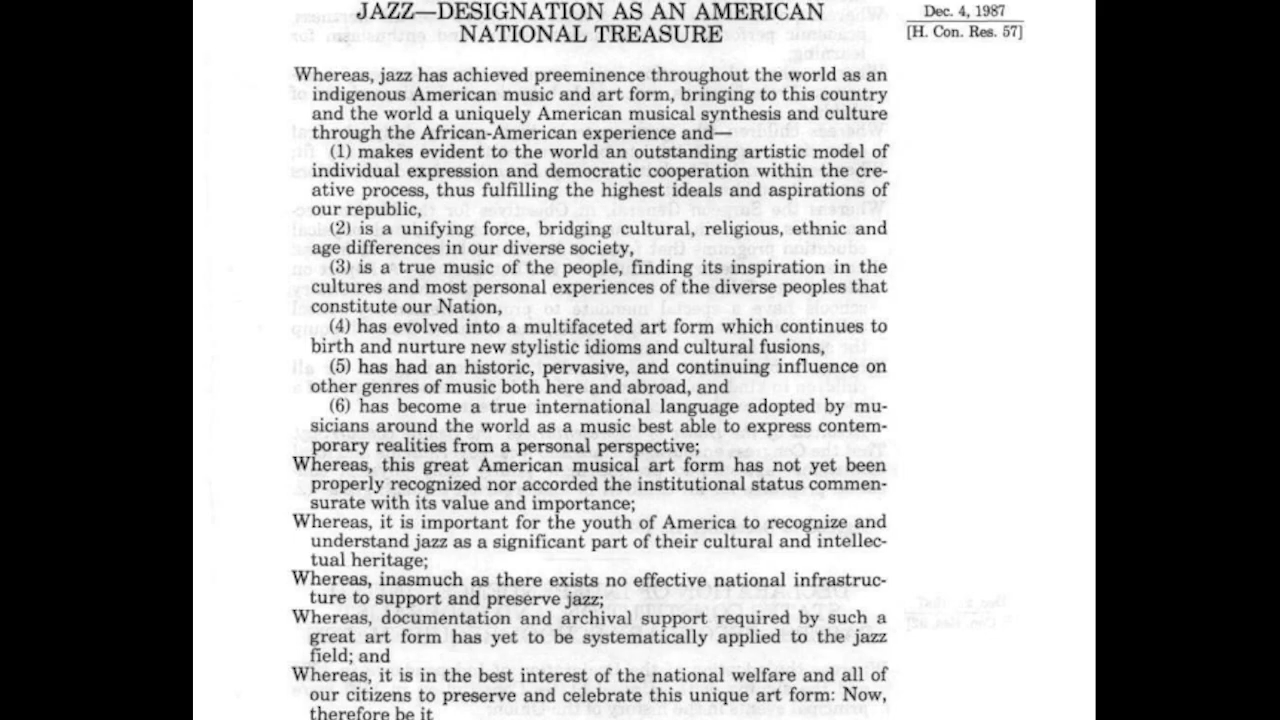 JAZZ—DESIGNATION AS AN AMERICAN
NATIONAL TREASURE
Dec. 4, 1987
[H. Con. Res. 57]
Whereas, jazz has achieved preeminence throughout the world as an
indigenous American music and art form, bringing to this country
and the world a uniquely American musical synthesis and culture
through the African-American experience and—
(1) makes evident to the world an outstanding artistic model of
individual expression and democratic cooperation within the cre-
ative process, thus fulfilling the highest ideals and aspirations of
our republic,
(2) is a unifying force, bridging cultural, religious, ethnic and
age differences in our diverse society,
(3) is a true music of the people, finding its inspiration in the
cultures and most personal experiences of the diverse peoples that
constitute our Nation,
(4) has evolved into a multifaceted art form which continues to
birth and nurture new stylistic idioms and cultural fusions,
(5) has had an historic, pervasive, and continuing influence on
other genres of music both here and abroad, and
(6) has become a true international language adopted by mu-
sicians around the world as a music best able to express contem-
porary realities from a personal perspective;
Whereas, this great American musical art form has not yet been
properly recognized nor accorded the institutional status commen-
surate with its value and importance;
Whereas, it is important for the youth of America to recognize and
understand jazz as a significant part of their cultural and intellec-
tual heritage;
Whereas, inasmuch as there exists no effective national infrastruc-
ture to support and preserve jazz;
Whereas, documentation and archival support required by such a
great art form has yet to be systematically applied to the jazz
field; and
Whereas, it is in the best interest of the national welfare and all of
our citizens to preserve and celebrate this unique art form: Now,
therefore be it